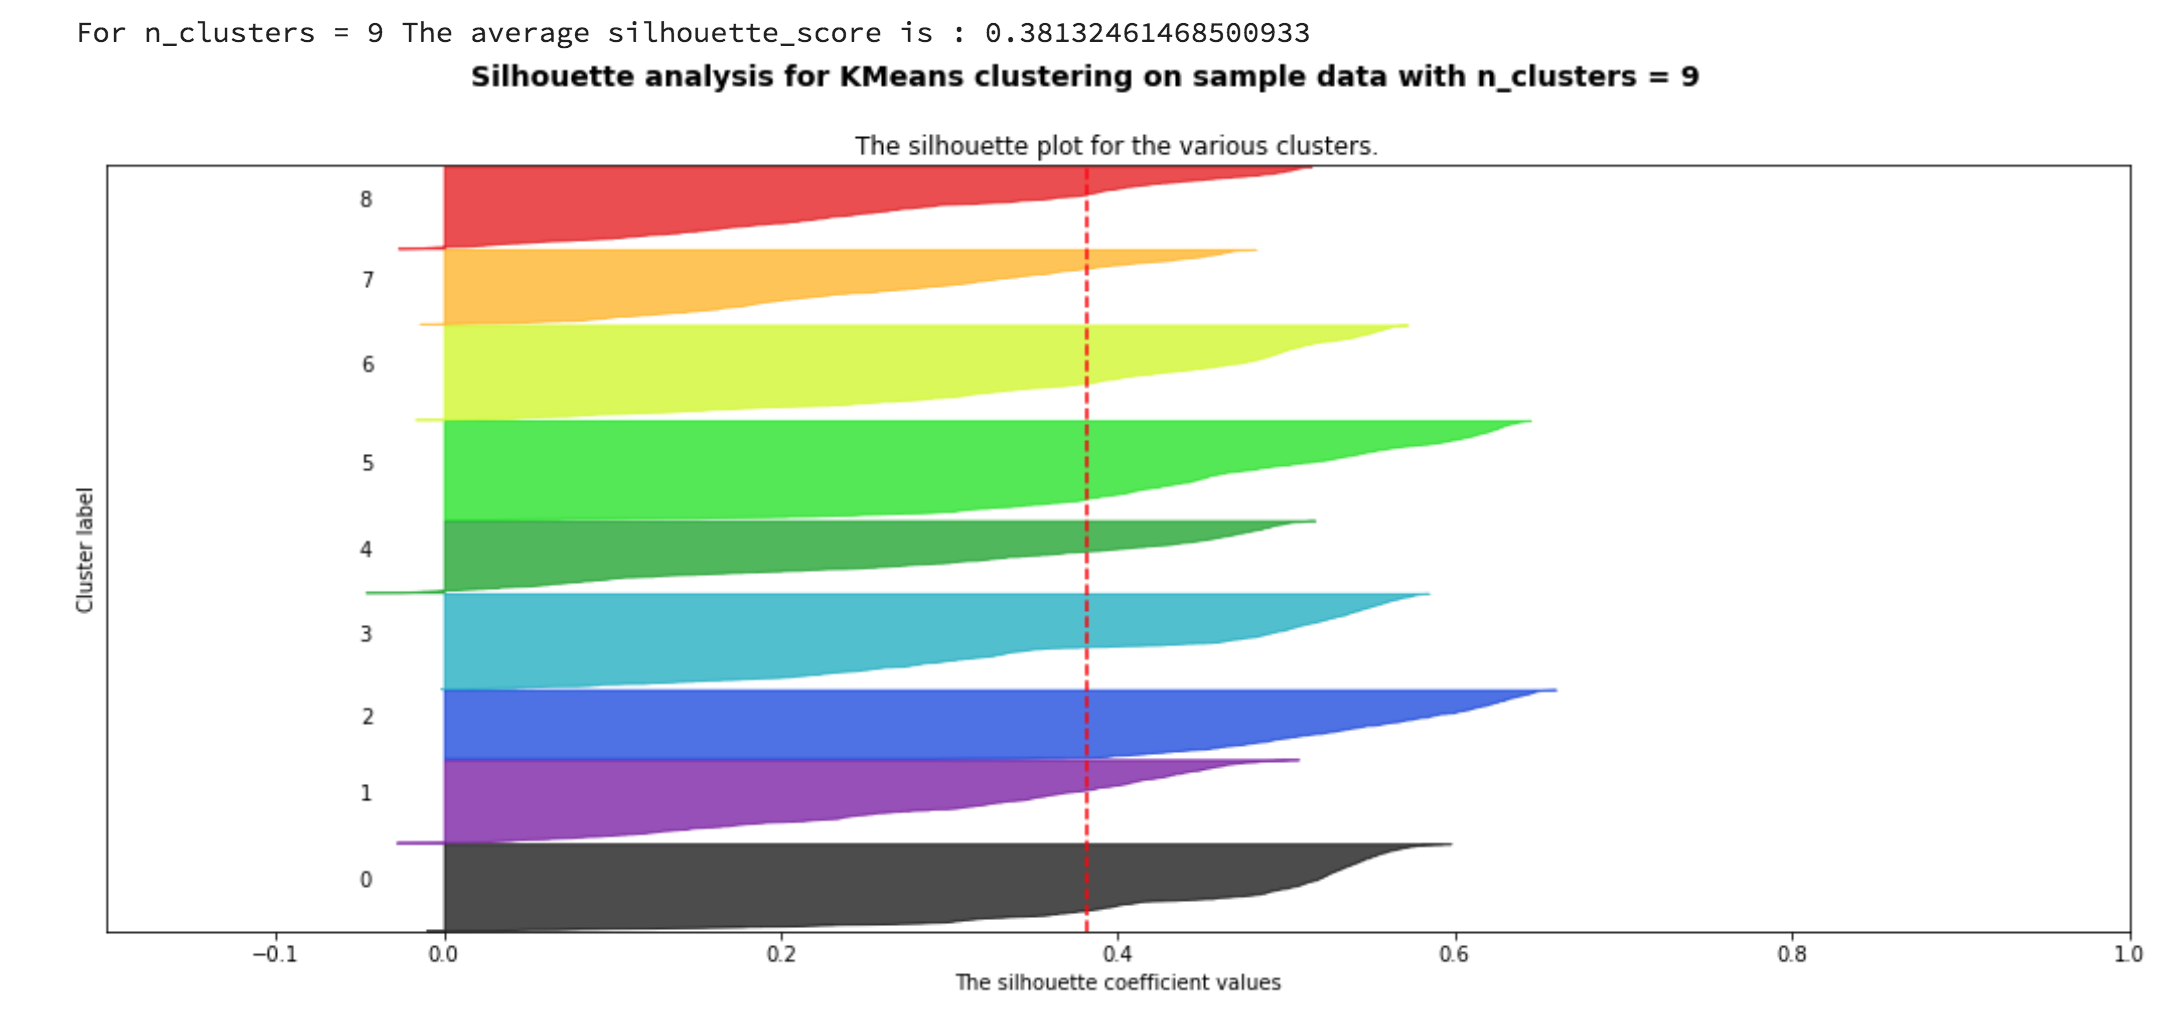 For n_clusters = 9 The average silhouette_score is : 0.38132461468500933
Silhouette analysis for KMeans clustering on sample data with n_clusters = 9
The silhouette plot for the various clusters.
8
7
6
5
4
3
2
1
0
Cluster label
−0.1 0.0 0.2 0.4 0.6 0.8 1.0
The silhouette coefficient values